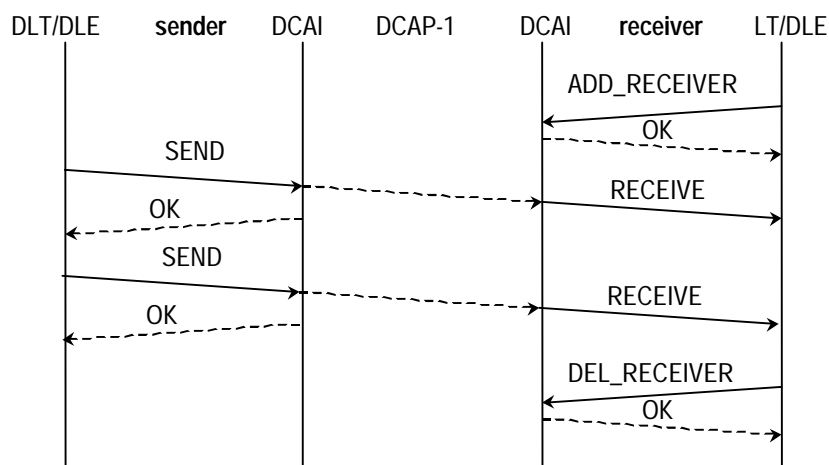 DLT/DLE sender DCAI DCAP-1 DCAI receiver LT/DLE
ADD_RECEIVER
OK
SEND
RECEIVE
OK
SEND
RECEIVE
OK
DEL_RECEIVER
OK